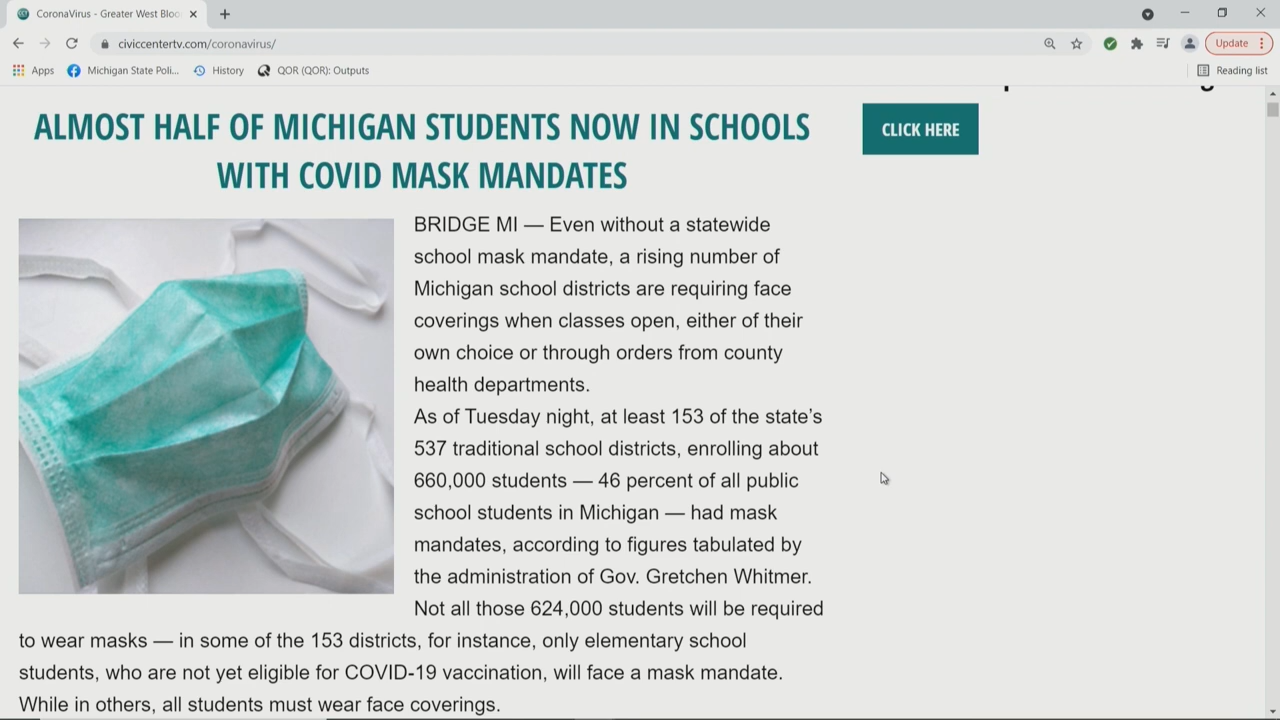 CoronaVirus - Greater West Bloo
civiccentertv.com/coronavirus/
Update
Apps
Michigan State Poli...
History
QOR (QOR): Outputs
Reading list
ALMOST HALF OF MICHIGAN STUDENTS NOW IN SCHOOLS
WITH COVID MASK MANDATES
CLICK HERE
BRIDGE MI — Even without a statewide
school mask mandate, a rising number of
Michigan school districts are requiring face
coverings when classes open, either of their
own choice or through orders from county
health departments.
As of Tuesday night, at least 153 of the state's
537 traditional school districts, enrolling about
660,000 students — 46 percent of all public
school students in Michigan — had mask
mandates, according to figures tabulated by
the administration of Gov. Gretchen Whitmer.
Not all those 624,000 students will be required
to wear masks — in some of the 153 districts, for instance, only elementary school
students, who are not yet eligible for COVID-19 vaccination, will face a mask mandate.
While in others, all students must wear face coverings.